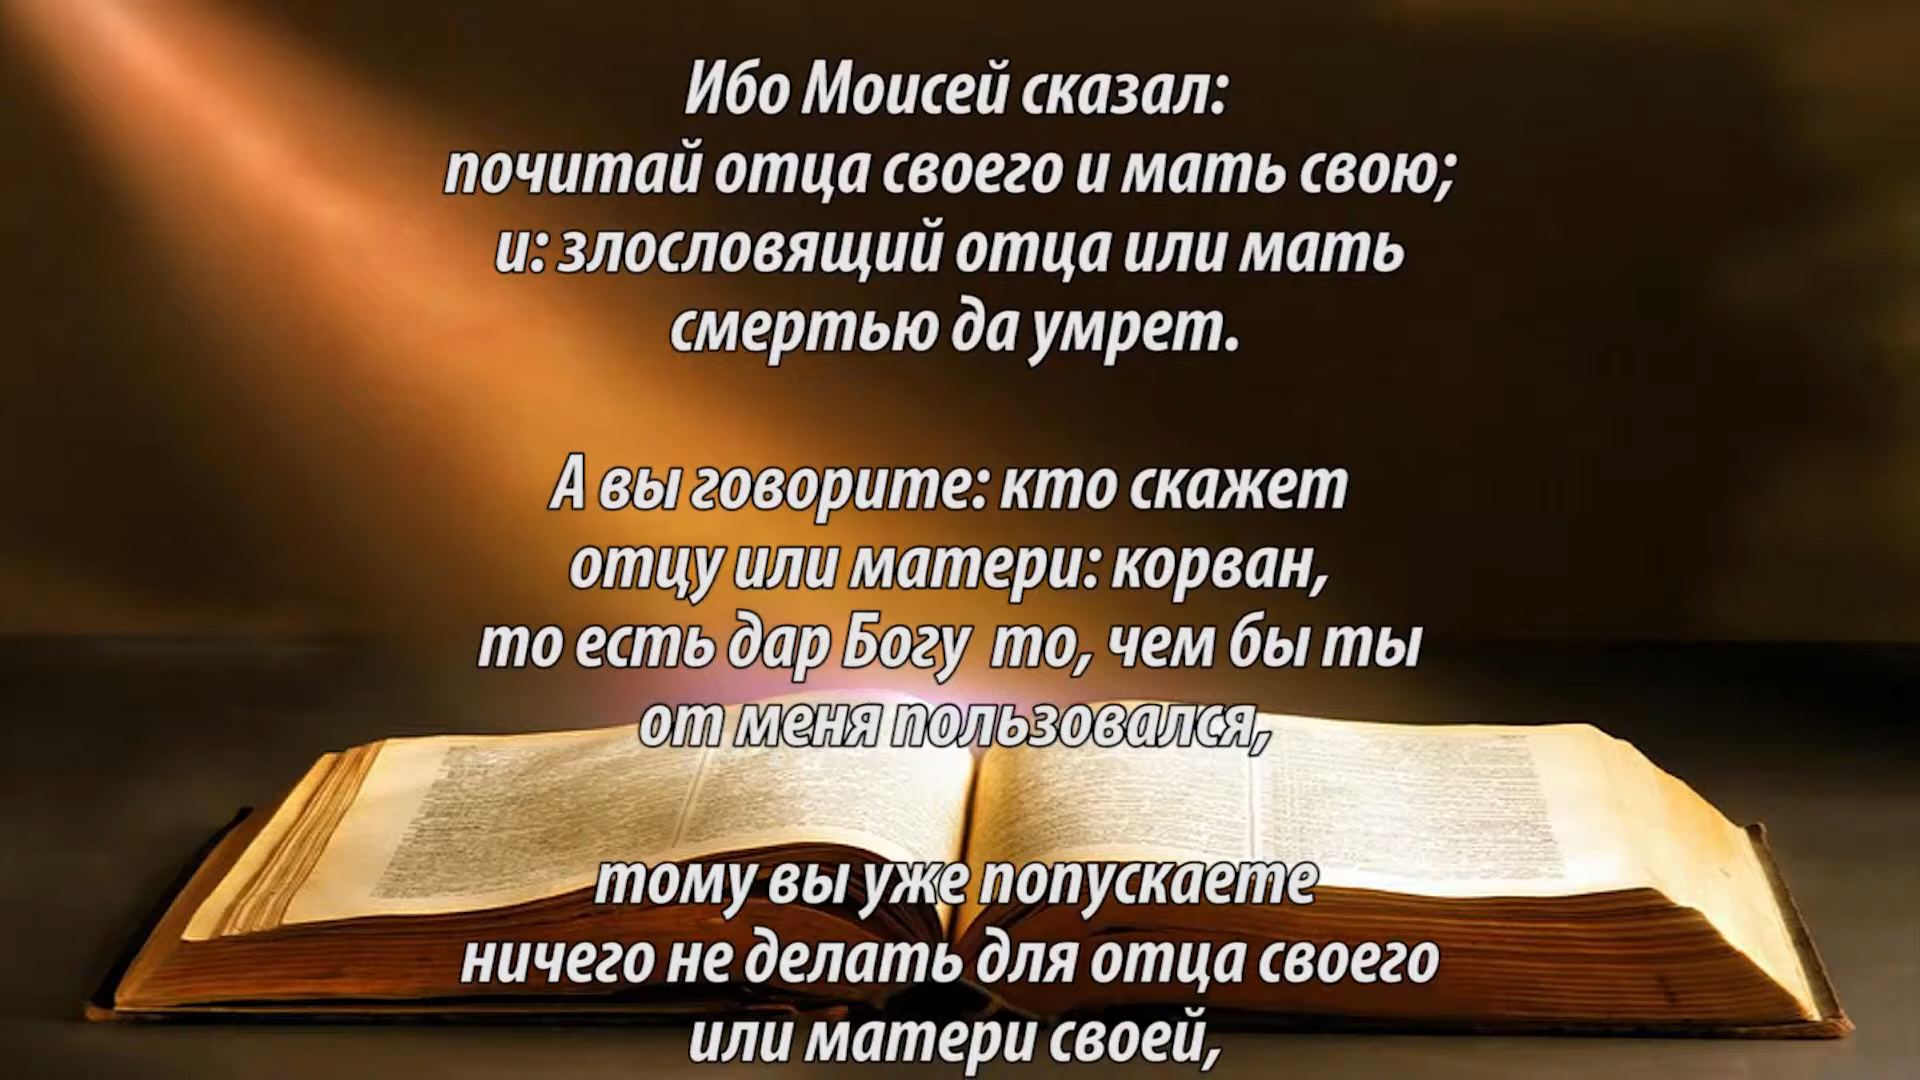 Ибо Моисей сказал:
почитай отца своего и мать свою;
и: злословящий отца или мать
смертью да умрет.
А вы говорите: кто скажет
отцу или матери: корван,
то есть дар Богу то, чем бы ты
от меня пользовался,
тому вы уже попускаете
ничего не делать для отца своего
или матери своей,